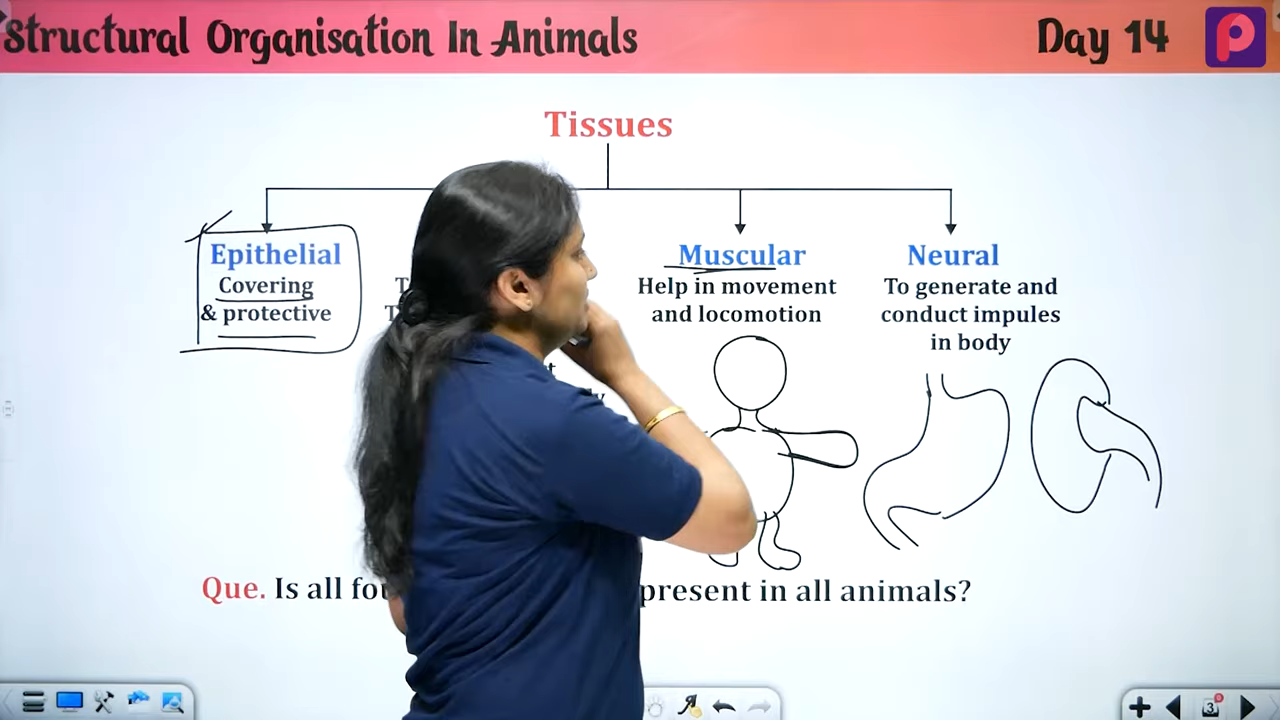 Structural Organisation In Animals
Day 14
Tissues
Epithelial
Covering
& protective
Muscular
Help in movement
and locomotion
Neural
To generate and
conduct impules
in body
Que. Is all present in all animals?
3